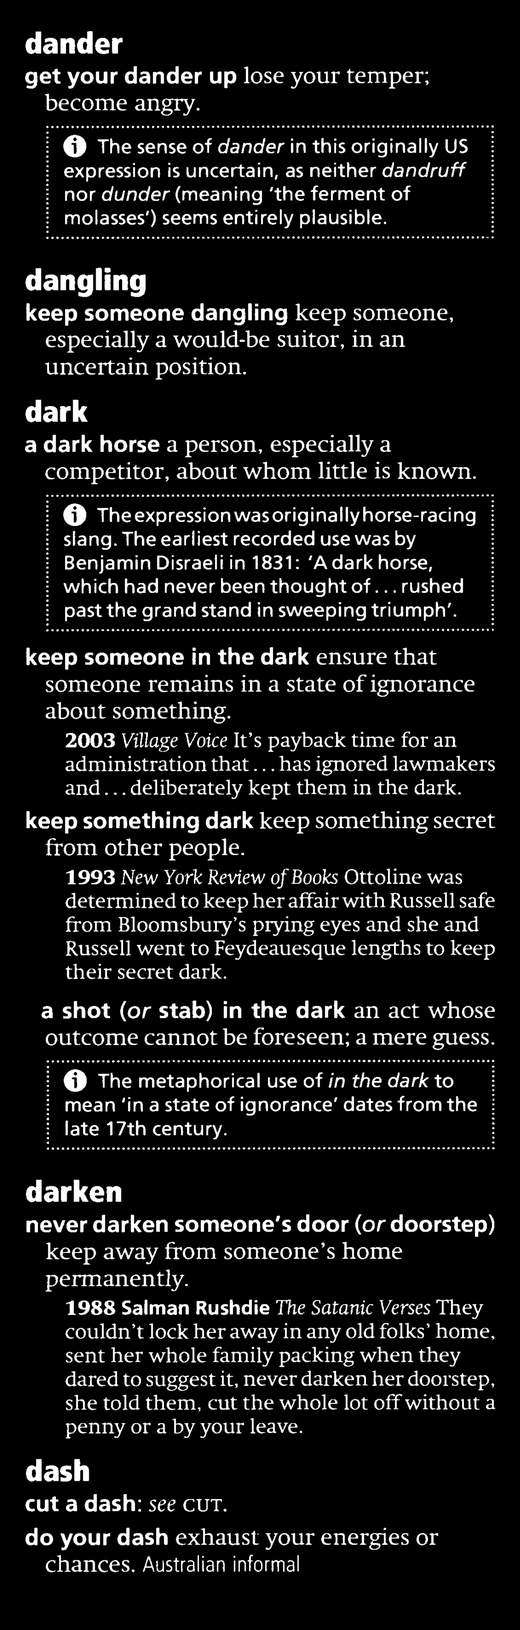 dander
get your dander up lose your temper;
become angry.
The sense of dander in this originally US
expression is uncertain, as neither dandruff
nor dunder (meaning 'the ferment of
molasses') seems entirely plausible.
dangling
keep someone dangling keep someone,
especially a would-be suitor, in an
uncertain position.
dark
a dark horse a person, especially a
competitor, about whom little is known.
The expression was originally horse-racing
slang. The earliest recorded use was by
Benjamin Disraeli in 1831: 'A dark horse,
which had never been thought of . . . rushed
past the grand stand in sweeping triumph'.
keep someone in the dark ensure that
someone remains in a state of ignorance
about something.
2003 Village Voice It's payback time for an
administration that . . . has ignored lawmakers
and . . . deliberately kept them in the dark.
keep something dark keep something secret
from other people.
1993 New York Review of Books Ottoline was
determined to keep her affair with Russell safe
from Bloomsbury's prying eyes and she and
Russell went to Feydeauesque lengths to keep
their secret dark.
a shot (or stab) in the dark an act whose
outcome cannot be foreseen; a mere guess.
The metaphorical use of in the dark to
mean 'in a state of ignorance' dates from the
late 17th century.
darken
never darken someone's door (or doorstep)
keep away from someone's home
permanently.
1988 Salman Rushdie The Satanic Verses They
couldn't lock her away in any old folks' home,
sent her whole family packing when they
dared to suggest it, never darken her doorstep,
she told them, cut the whole lot off without a
penny or a by your leave.
dash
cut a dash: see CUT.
do your dash exhaust your energies or
chances. Australian informal